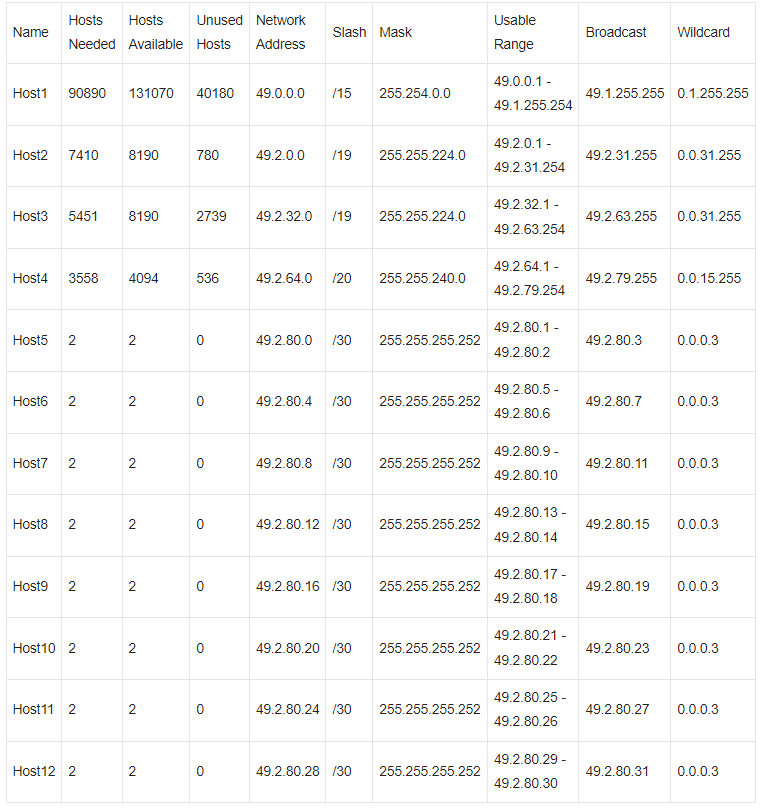 Name Hosts Needed Hosts Available Unused Hosts Network Address Slash Mask Usable Range Broadcast Wildcard
Host1 90890 131070 40180 49.0.0.0 /15 255.254.0.0 49.0.0.1 - 49.1.255.254 49.1.255.255 0.1.255.255
Host2 7410 8190 780 49.2.0.0 /19 255.255.224.0 49.2.0.1 - 49.2.31.254 49.2.31.255 0.0.31.255
Host3 5451 8190 2739 49.2.32.0 /19 255.255.224.0 49.2.32.1 - 49.2.63.254 49.2.63.255 0.0.31.255
Host4 3558 4094 536 49.2.64.0 /20 255.255.240.0 49.2.64.1 - 49.2.79.254 49.2.79.255 0.0.15.255
Host5 2 2 0 49.2.80.0 /30 255.255.255.252 49.2.80.1 - 49.2.80.2 49.2.80.3 0.0.0.3
Host6 2 2 0 49.2.80.4 /30 255.255.255.252 49.2.80.5 - 49.2.80.6 49.2.80.7 0.0.0.3
Host7 2 2 0 49.2.80.8 /30 255.255.255.252 49.2.80.9 - 49.2.80.10 49.2.80.11 0.0.0.3
Host8 2 2 0 49.2.80.12 /30 255.255.255.252 49.2.80.13 - 49.2.80.14 49.2.80.15 0.0.0.3
Host9 2 2 0 49.2.80.16 /30 255.255.255.252 49.2.80.17 - 49.2.80.18 49.2.80.19 0.0.0.3
Host10 2 2 0 49.2.80.20 /30 255.255.255.252 49.2.80.21 - 49.2.80.22 49.2.80.23 0.0.0.3
Host11 2 2 0 49.2.80.24 /30 255.255.255.252 49.2.80.25 - 49.2.80.26 49.2.80.27 0.0.0.3
Host12 2 2 0 49.2.80.28 /30 255.255.255.252 49.2.80.29 - 49.2.80.30 49.2.80.31 0.0.0.3